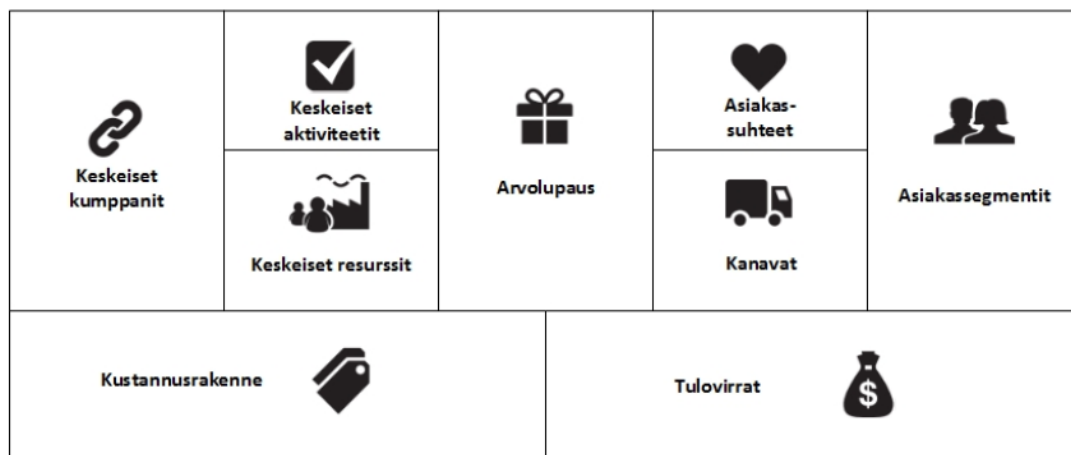 Keskeiset
kumppanit
Keskeiset
aktiviteetit
Keskeiset resurssit
Arvolupaus
Asiakas-
suhteet
Kanavat
Asiakassegmentit
Kustannusrakenne
Tulovirrat
$